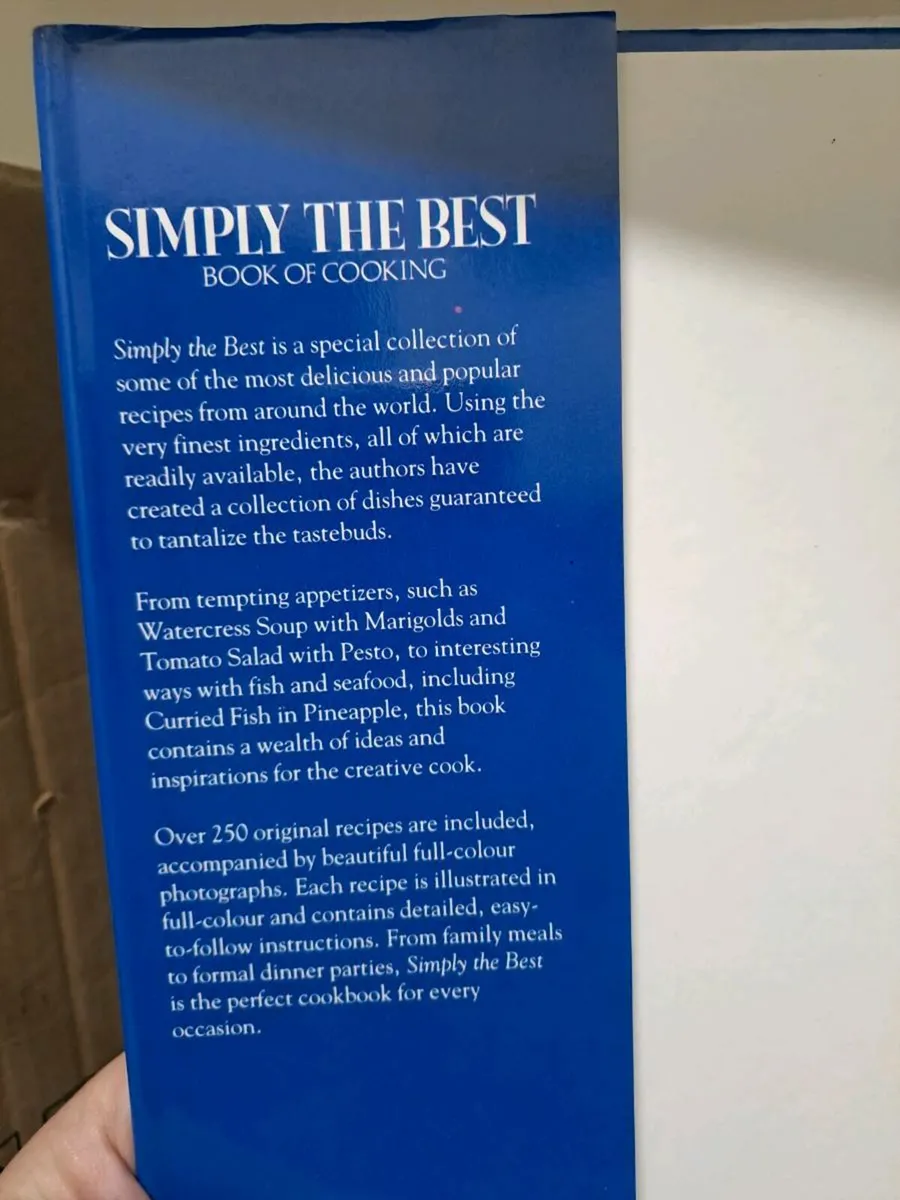 SIMPLY THE BEST
BOOK OF COOKING
Simply the Best is a special collection of
some of the most delicious and popular
recipes from around the world. Using the
very finest ingredients, all of which are
readily available, the authors have
created a collection of dishes guaranteed
to tantalize the tastebuds.
From tempting appetizers, such as
Watercress Soup with Marigolds and
Tomato Salad with Pesto, to interesting
ways with fish and seafood, including
Curried Fish in Pineapple, this book
contains a wealth of ideas and
inspirations for the creative cook.
Over 250 original recipes are included,
accompanied by beautiful full-colour
photographs. Each recipe is illustrated in
full-colour and contains detailed, easy-
to-follow instructions. From family meals
to formal dinner parties, Simply the Best
is the perfect cookbook for every
occasion.